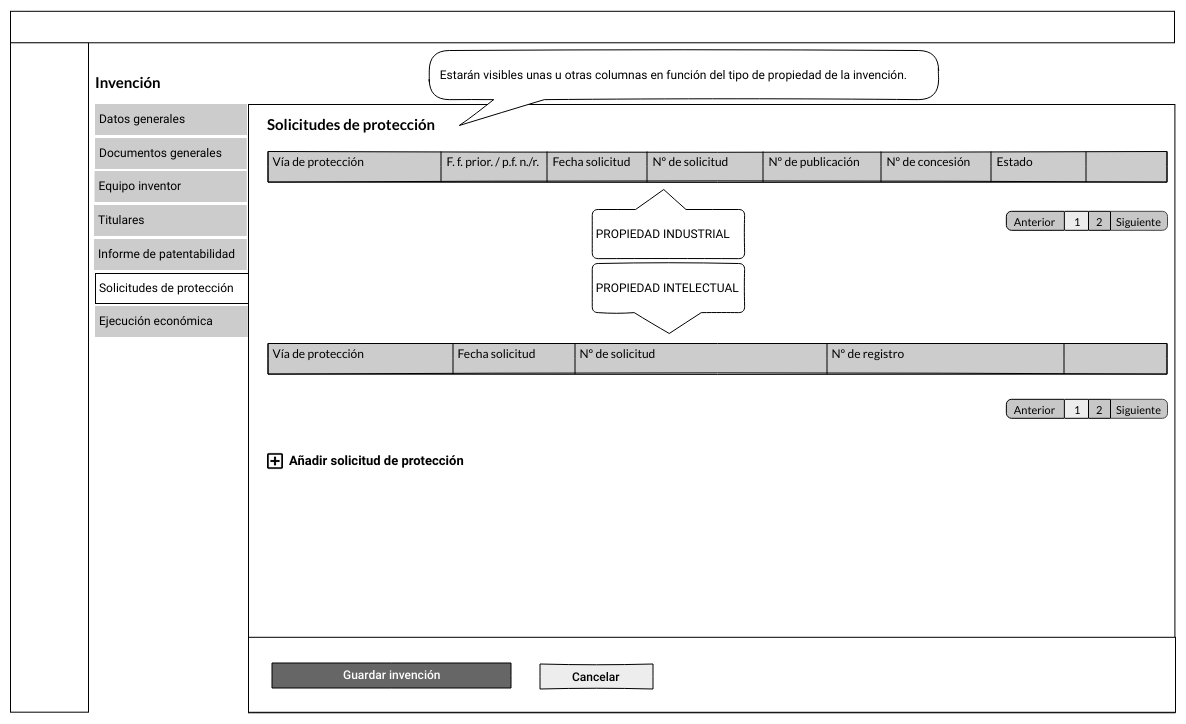 Estarán visibles unas u otras columnas en función del tipo de propiedad de la invención.
Invención
Datos generales
Documentos generales
Equipo inventor
Titulares
Informe de patentabilidad
Solicitudes de protección
Ejecución económica
Solicitudes de protección
Vía de protección F. f. prior. / p.f. n./r. Fecha solicitud Nº de solicitud Nº de publicación Nº de concesión Estado
Anterior 1 2 Siguiente
PROPIEDAD INDUSTRIAL
PROPIEDAD INTELECTUAL
Vía de protección Fecha solicitud Nº de solicitud Nº de registro
Anterior 1 2 Siguiente
Añadir solicitud de protección
Guardar invención Cancelar